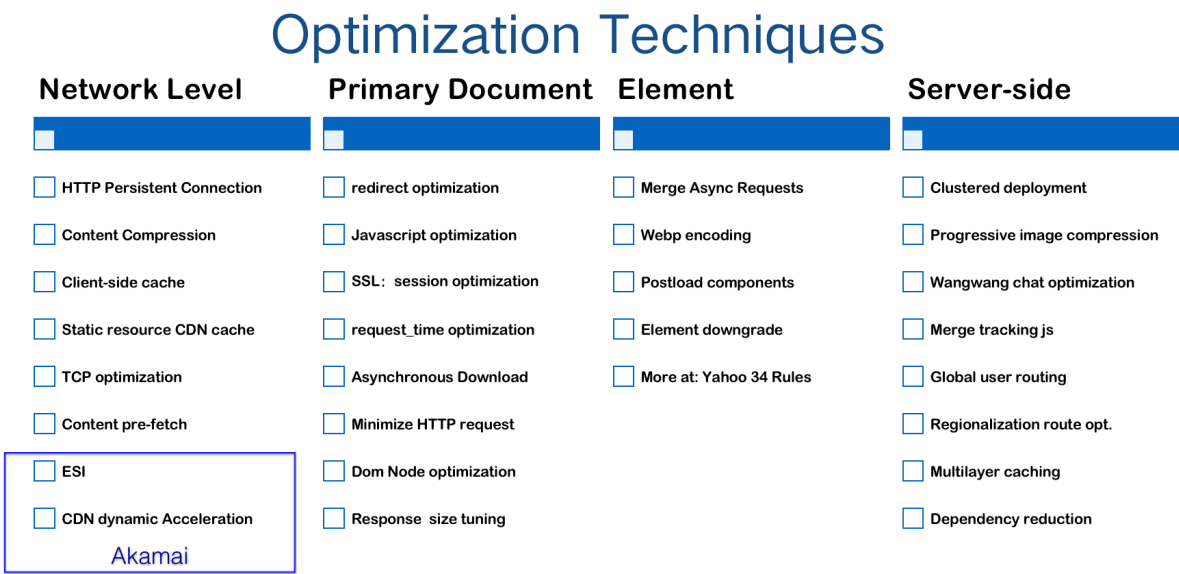 Optimization Techniques
Network Level
HTTP Persistent Connection
Content Compression
Client-side cache
Static resource CDN cache
TCP optimization
Content pre-fetch
ESI
CDN dynamic Acceleration
Akamai
Primary Document
redirect optimization
Javascript optimization
SSL：session optimization
request_time optimization
Asynchronous Download
Minimize HTTP request
Dom Node optimization
Response size tuning
Element
Merge Async Requests
Webp encoding
Postload components
Element downgrade
More at: Yahoo 34 Rules
Server-side
Clustered deployment
Progressive image compression
Wangwang chat optimization
Merge tracking js
Global user routing
Regionalization route opt.
Multilayer caching
Dependency reduction